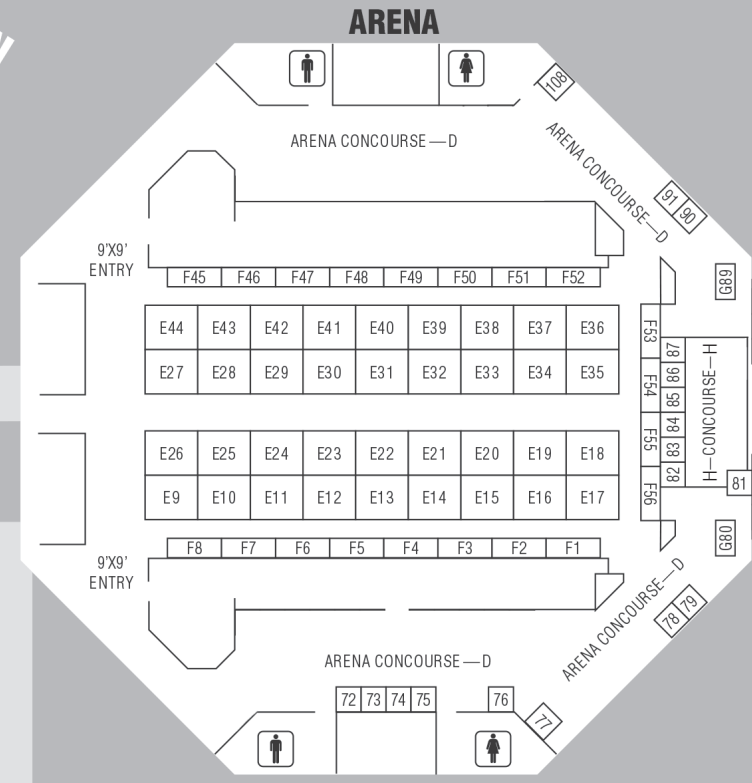 ARENA
108
ARENA CONCOURSE—D
ARENA CONCOURSE—D
91 90
9'X9'
ENTRY
F45 F46 F47 F48 F49 F50 F51 F52
G89
E44 E43 E42 E41 E40 E39 E38 E37 E36
E27 E28 E29 E30 E31 E32 E33 E34 E35
F53
F54
F55
F56
87
86
85
84
83
82
H—CONCOURSE—H
81
E26 E25 E24 E23 E22 E21 E20 E19 E18
E9 E10 E11 E12 E13 E14 E15 E16 E17
G80
F8 F7 F6 F5 F4 F3 F2 F1
9'X9'
ENTRY
ARENA CONCOURSE—D
78 79
ARENA CONCOURSE—D
72 73 74 75
76
77